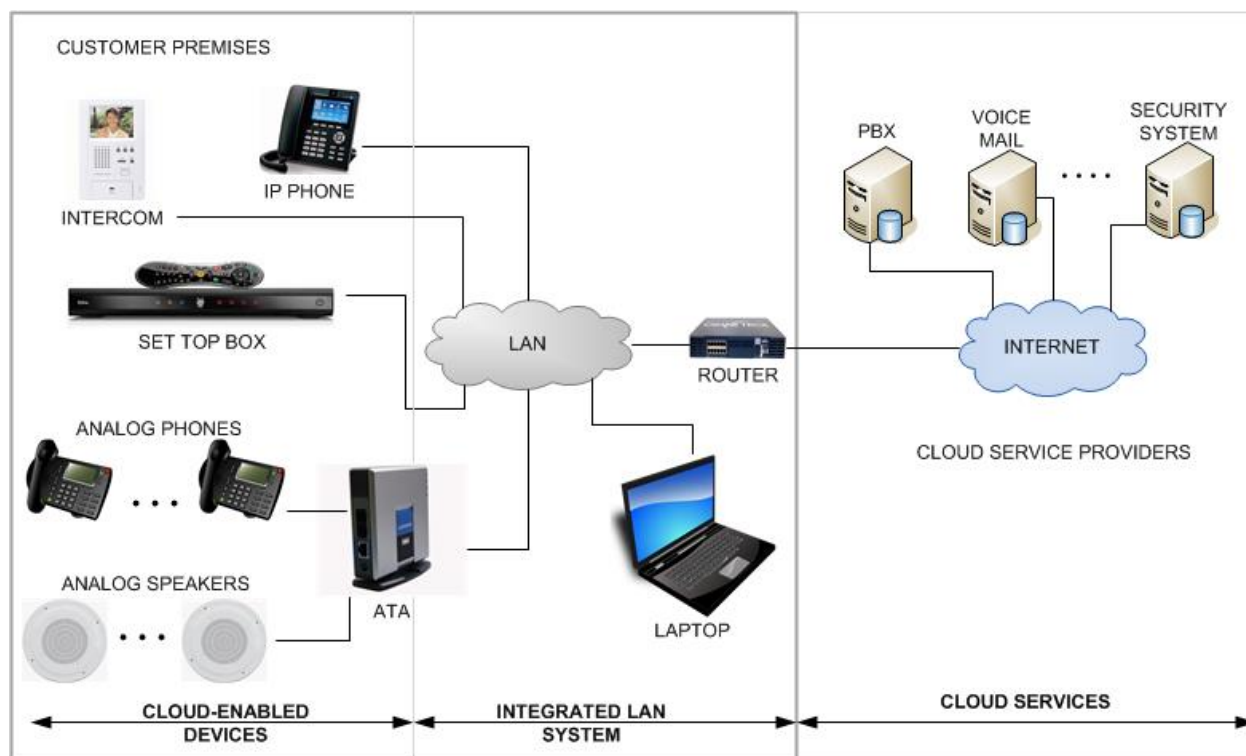 CUSTOMER PREMISES
INTERCOM
IP PHONE
SET TOP BOX
ANALOG PHONES
ANALOG SPEAKERS
ATA
LAN
ROUTER
LAPTOP
PBX
VOICE
MAIL
SECURITY
SYSTEM
INTERNET
CLOUD SERVICE PROVIDERS
CLOUD-ENABLED
DEVICES
INTEGRATED LAN
SYSTEM
CLOUD SERVICES